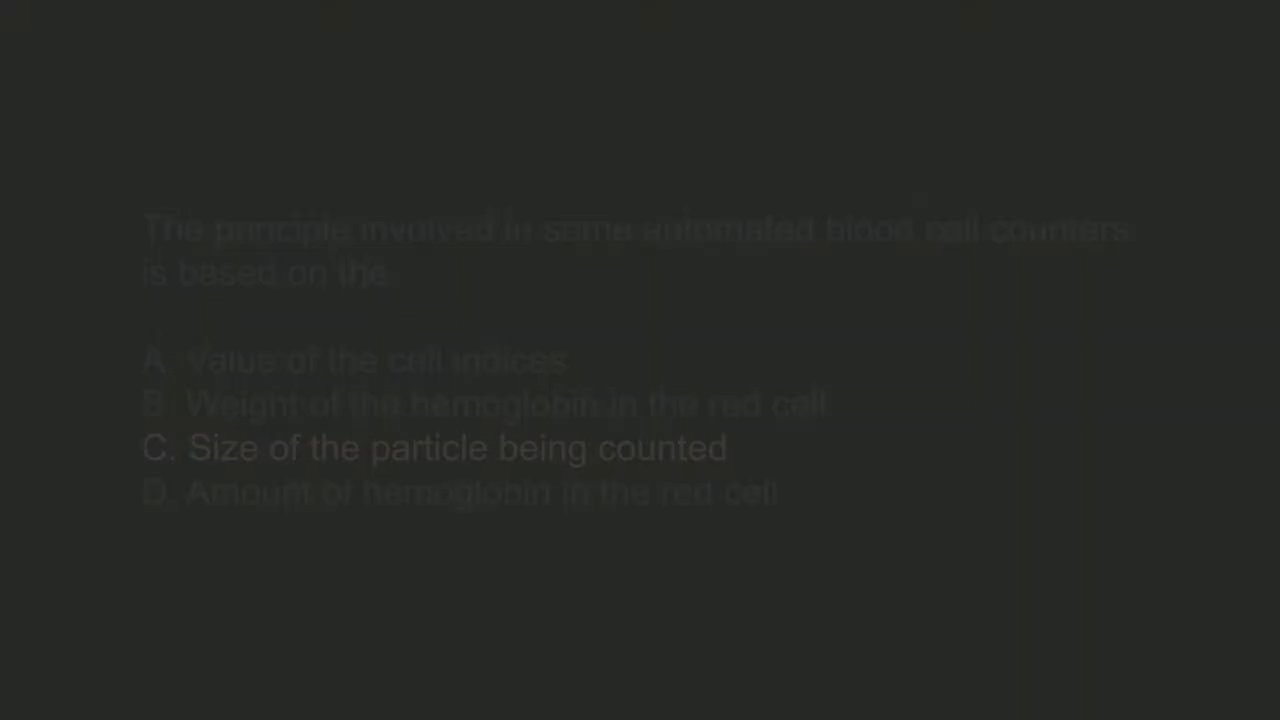 The principle involved in some automated blood cell counters
is based on the
A. Value of the cell indices
B. Weight of the hemoglobin in the red cell
C. Size of the particle being counted
D. Amount of hemoglobin in the red cell